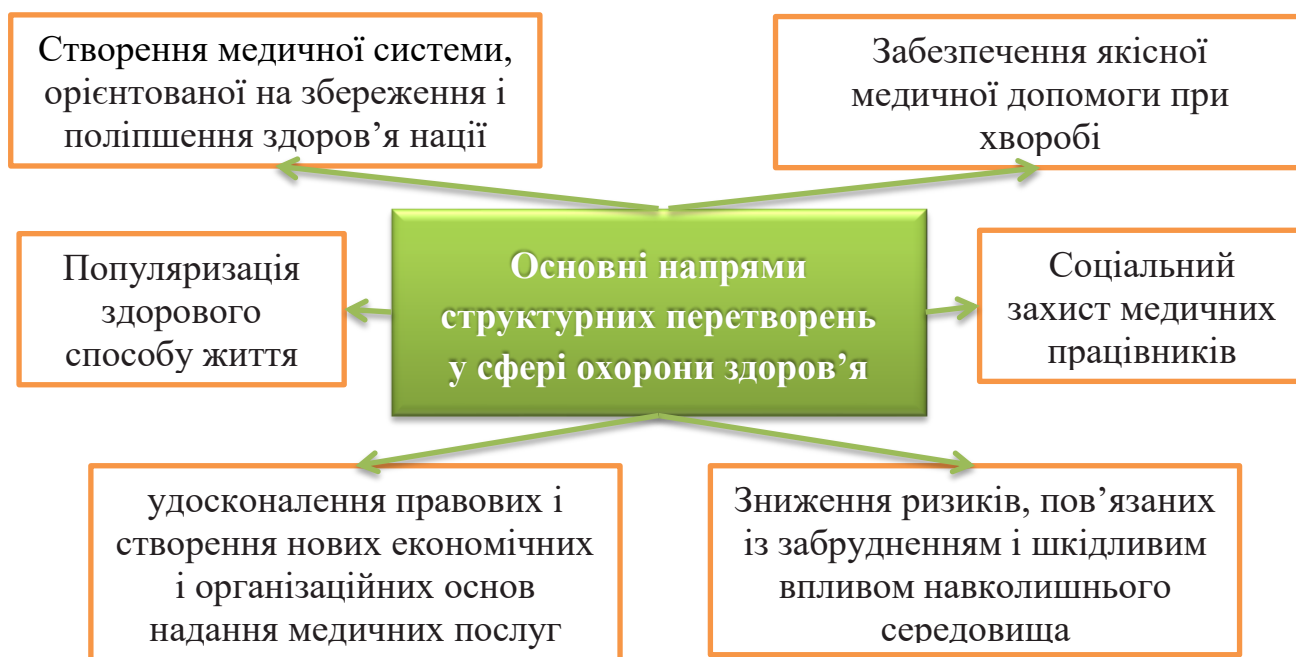 Створення медичної системи,
орієнтованої на збереження і
поліпшення здоров’я нації
Забезпечення якісної
медичної допомоги при
хворобі
Популяризація
здорового
способу життя
Основні напрями
структурних перетворень
у сфері охорони здоров’я
Соціальний
захист медичних
працівників
удосконалення правових і
створення нових економічних
і організаційних основ
надання медичних послуг
Зниження ризиків, пов’язаних
із забрудненням і шкідливим
впливом навколишнього
середовища